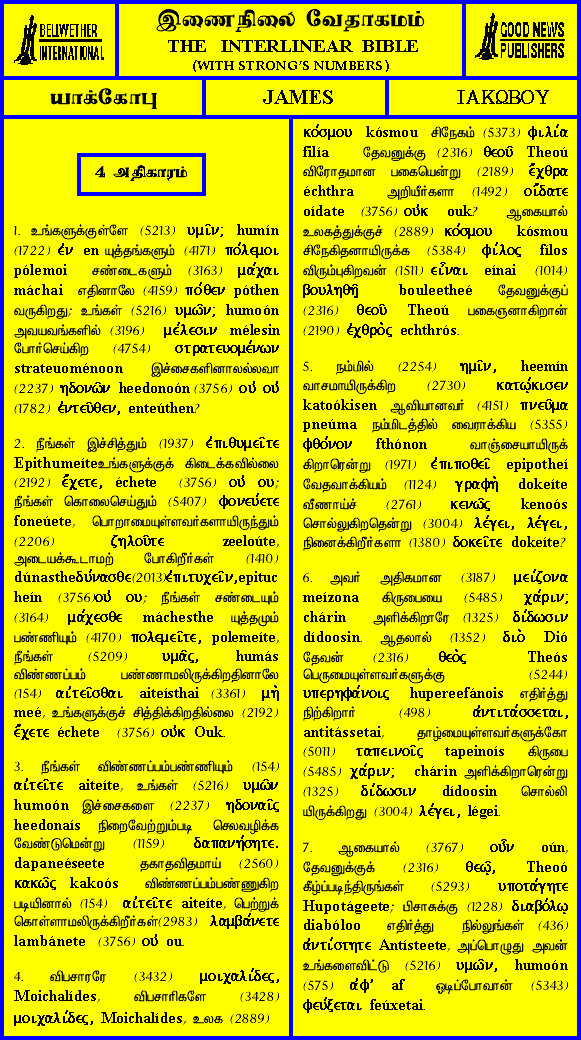 BELLWETHER
INTERNATIONAL
இணைநிலை வேதாகமம்
THE INTERLINEAR BIBLE
(WITH STRONG'S NUMBERS)
GOOD NEWS
PUBLISHERS
யாக்கோபு
JAMES
ΙΑΚΩΒΟΥ
4 அதிகாரம்
1. உங்களுக்குள்ளே (5213) υμῖν; humín
(1722) ἐν en யுத்தங்களும் (4171) πόλεμοι
pólemoi சண்டைகளும் (3163) μάχαι
máchai எதினாலே (4159) πόθεν póthen
வருகிறது; உங்கள் (5216) υμῶν; humoón
அவயவங்களில் (3196) μέλεσιν mélesin
போர்செய்கிற (4754) στρατευομένων
strateuoménoon இச்சைகளினாலல்லவா
(2237) ηδονῶν heedonoón (3756) οὐ οὐ
(1782) ἐντεῦθεν, enteúthen?
2. நீங்கள் இச்சித்தும் (1937) ἐπιθυμεῖτε
Epithumeíteஉங்களுக்குக் கிடைக்கவில்லை
(2192) ἔχετε, échete (3756) οὐ ou;
நீங்கள் கொலைசெய்தும் (5407) φονεύετε
foneúete, பொறாமையுள்ளவர்களாயிருந்தும்
(2206) ζηλοῦτε zeeloúte,
அடையக்கூடாமற் போகிறீர்கள் (1410)
dúnastheδύνασθε(2013)ἐπιτυχεῖν,epituc
heín (3756)οὐ ou; நீங்கள் சண்டையும்
(3164) μάχεσθε máchesthe யுத்தமும்
பண்ணியும் (4170) πολεμεῖτε, polemeíte,
நீங்கள் (5209) υμᾶς, humás
விண்ணப்பம் பண்ணாமலிருக்கிறதினாலே
(154) αἰτεῖσθαι aiteísthai (3361) μὴ
meé, உங்களுக்குச் சித்திக்கிறதில்லை (2192)
ἔχετε échete (3756) οὐκ Ouk.
3. நீங்கள் விண்ணப்பம்பண்ணியும் (154)
αἰτεῖτε aiteíte, உங்கள் (5216) υμῶν
humoón இச்சைகளை (2237) ηδοναῖς
heedonaís நிறைவேற்றும்படி செலவழிக்க
வேண்டுமென்று (1159) δαπανήσητε.
dapaneéseete தகாதவிதமாய் (2560)
κακῶς kakoós விண்ணப்பம்பண்ணுகிற
படியினால் (154) αἰτεῖτε aiteíte, பெற்றுக்
கொள்ளாமலிருக்கிறீர்கள்(2983) λαμβάνετε
lambánete (3756) οὐ ou.
4. விபசாரரே (3432) μοιχαλίδες,
Moichalídes, விபசாரிகளே (3428)
μοιχαλίδες, Moichalídes, உலக (2889)
κόσμου kósmou சிநேகம் (5373) φιλία
filía தேவனுக்கு (2316) θεοῦ Theoú
விரோதமான பகையென்று (2189) ἔχθρα
échthra அறியீர்களா (1492) οἴδατε
oídate (3756) οὐκ ouk? ஆகையால்
உலகத்துக்குச் (2889) κόσμου kósmou
சிநேகிதனாயிருக்க (5384) φίλος filos
விரும்புகிறவன் (1511) εἶναι eínai (1014)
βουληθῇ bouleetheé தேவனுக்குப்
(2316) θεοῦ Theoú பகைஞனாகிறான்
(2190) ἐχθρὸς echthrós.
5. நம்மில் (2254) ημῖν, heemín
வாசமாயிருக்கிற (2730) κατῴκισεν
katoókisen ஆவியானவர் (4151) πνεῦμα
pneúma நம்மிடத்தில் வைராக்கிய (5355)
φθόνον fthónon வாஞ்சையாயிருக்
கிறாரென்று (1971) ἐπιποθεῖ epipotheí
வேதவாக்கியம் (1124) γραφὴ dokeíte
வீணாய்ச் (2761) κενῶς kenoós
சொல்லுகிறதென்று (3004) λέγει, λέγει,
நினைக்கிறீர்களா (1380) δοκεῖτε dokeíte?
6. அவர் அதிகமான (3187) μείζονα
meízona கிருபையை (5485) χάριν;
chárin அளிக்கிறாரே (1325) δίδωσιν
dídoosin. ஆதலால் (1352) διὸ Dió
தேவன் (2316) θεὸς Theós
பெருமையுள்ளவர்களுக்கு (5244)
υπερηφάνοις hupereefánois எதிர்த்து
நிற்கிறார் (498) ἀντιτάσσεται,
antitássetai, தாழ்மையுள்ளவர்களுக்கோ
(5011) ταπεινοῖς tapeinoís கிருபை
(5485) χάριν; chárin அளிக்கிறாரென்று
(1325) δίδωσιν dídoosin சொல்லி
யிருக்கிறது (3004) λέγει, légei.
7. ஆகையால் (3767) οὖν oún,
தேவனுக்குக் (2316) θεῷ, Theoó
கீழ்ப்படிந்திருங்கள் (5293) υποτάγητε
Hupotágeete; பிசாசுக்கு (1228) διαβόλῳ
diabóloo எதிர்த்து நில்லுங்கள் (436)
ἀντίστητε Antísteete, அப்பொழுது அவன்
உங்களைவிட்டு (5216) υμῶν, humoón
(575) ἀφ' af ஓடிப்போவான் (5343)
φεύξεται feúxetai.